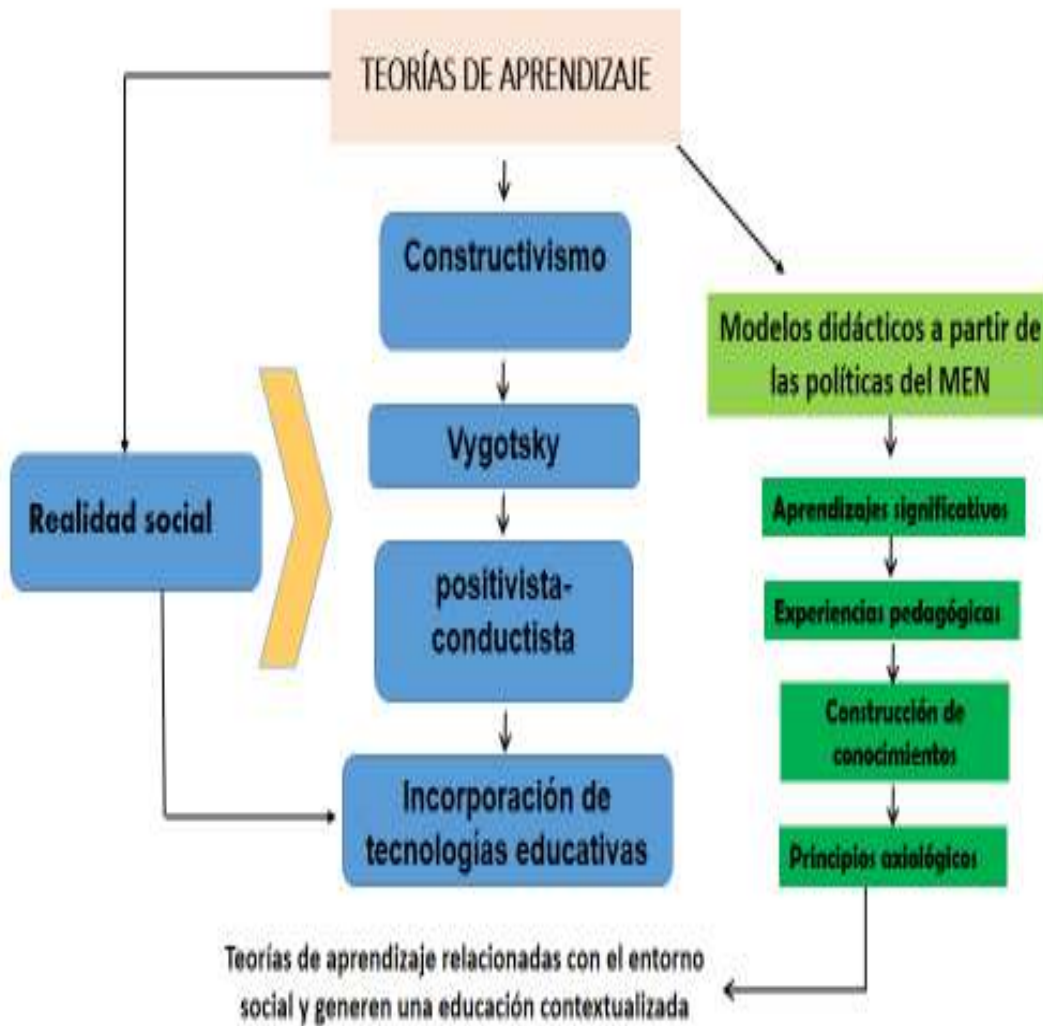 TEORÍAS DE APRENDIZAJE
Constructivismo
Vygotsky
positivista-
conductista
Incorporación de
tecnologías educativas
Realidad social
Modelos didácticos a partir de
las políticas del MEN
Aprendizajes significativos
Experiencias pedagógicas
Construcción de
conocimientos
Principios axiológicos
Teorías de aprendizaje relacionadas con el entorno
social y generen una educación contextualizada